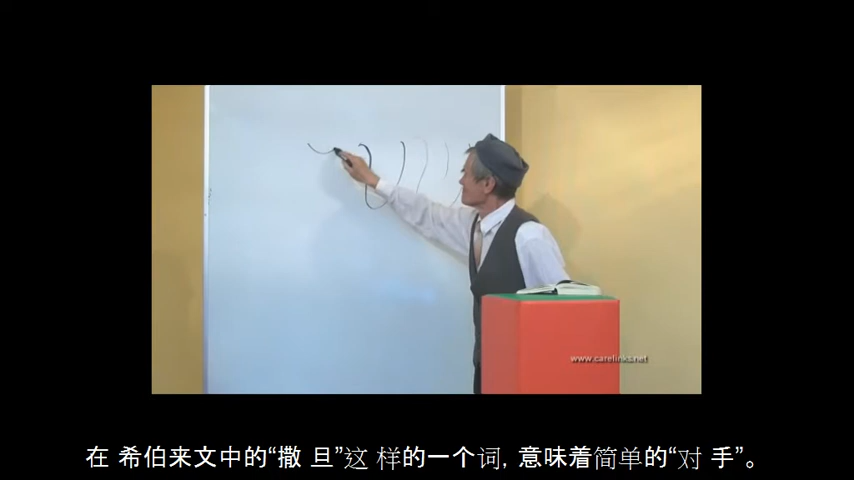 www.carelinks.net
在 希伯来文中的“撒 旦”这 样的一个词, 意味着简单的“对 手”。